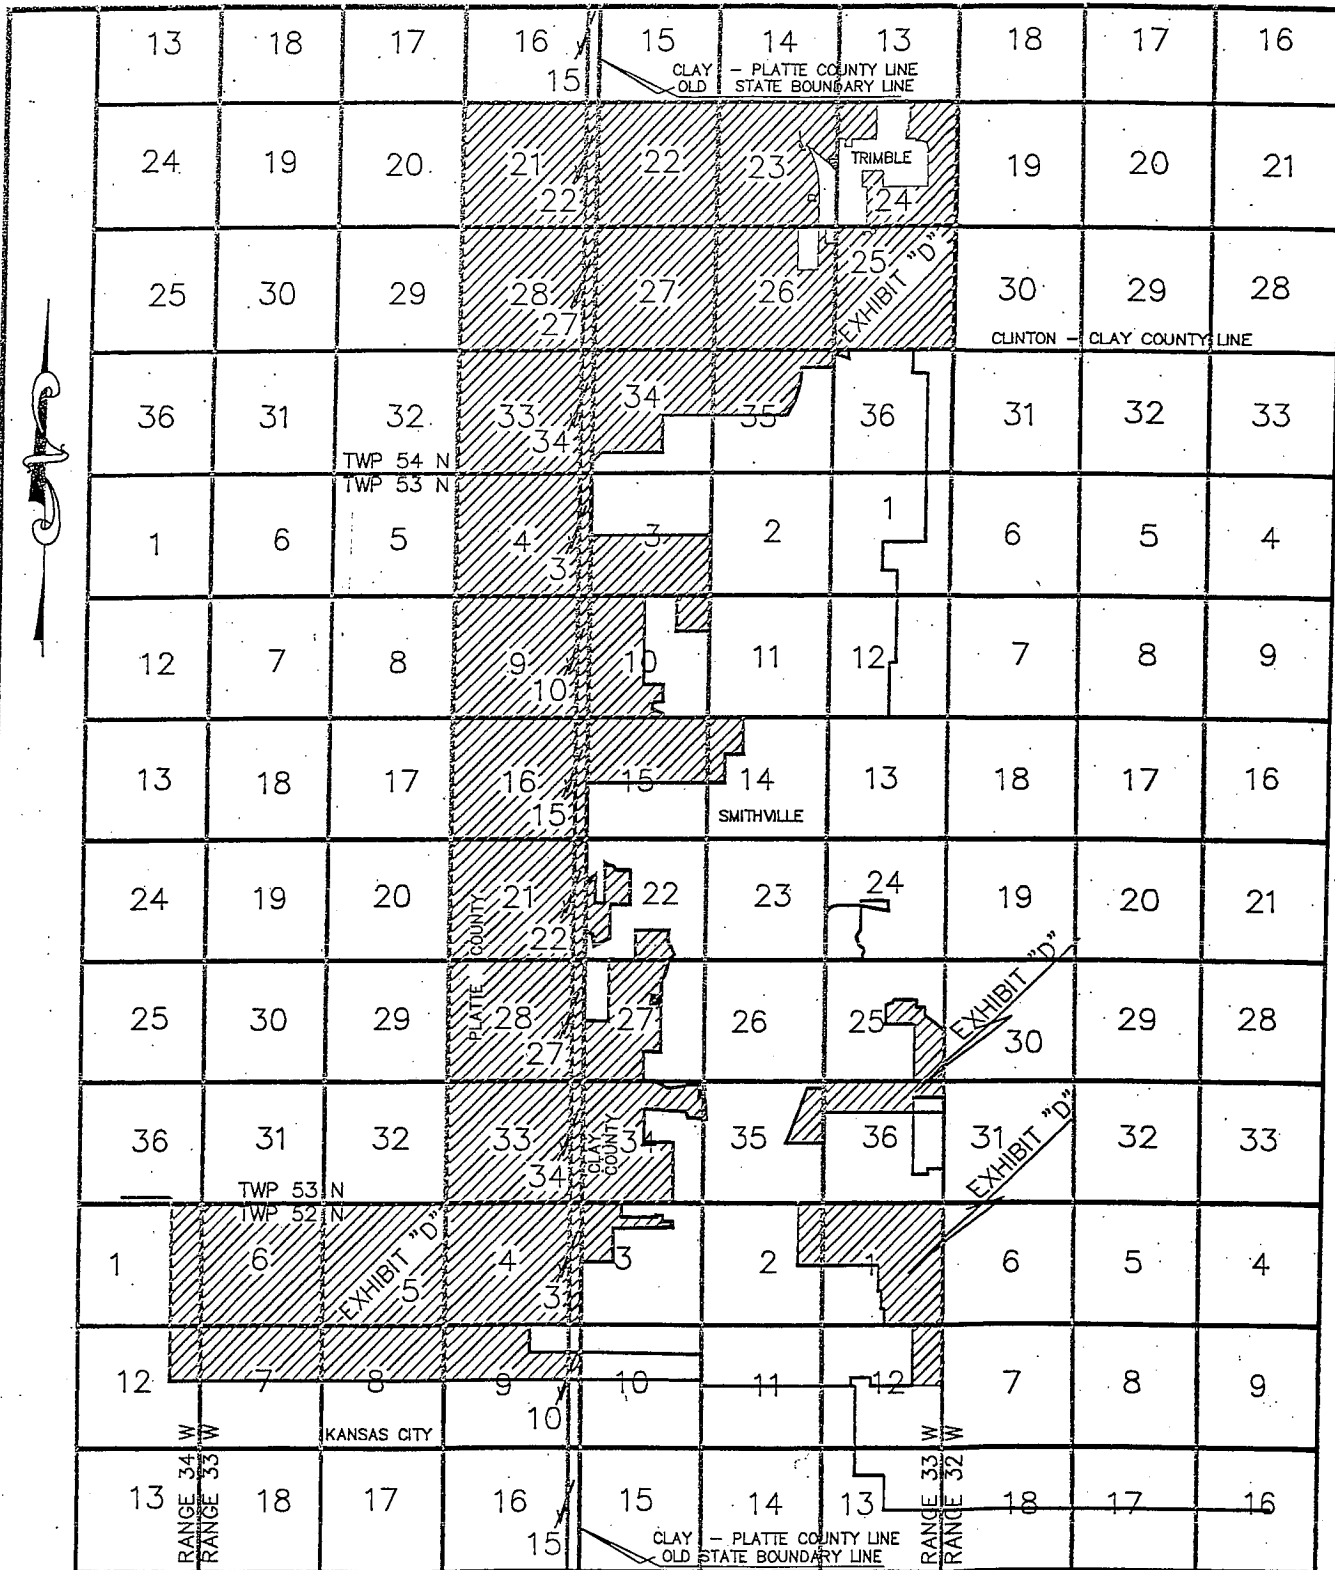 13 18 17 16 15 14 13 18 17 16
15
CLAY - PLATTE COUNTY LINE
OLD STATE BOUNDARY LINE
24 19 20 21 22 23 TRIMBLE 19 20 21
22 24
25 30 29 28 27 26 25 30 29 28
27
EXHIBIT "D"
CLINTON - CLAY COUNTY LINE
36 31 32 33 34 35 36 31 32 33
34
TWP 54 N
TWP 53 N
1 6 5 4 3 2 1 6 5 4
3
12 7 8 9 10 11 12 7 8 9
10
13 18 17 16 15 14 13 18 17 16
15
SMITHVILLE
24 19 20 21 22 23 24 19 20 21
22
PLATTE COUNTY
25 30 29 28 27 26 25 30 29 28
27
EXHIBIT "D"
36 31 32 33 34 35 36 31 32 33
34
CLAY
COUNTY
EXHIBIT "D"
TWP 53 N
TWP 52 N
1 6 5 4 3 2 1 6 5 4
3
EXHIBIT "D"
12 7 8 9 10 11 12 7 8 9
10
KANSAS CITY
RANGE 34 W
RANGE 33 W
RANGE 33 W
RANGE 32 W
13 18 17 16 15 14 13 18 17 16
15
CLAY - PLATTE COUNTY LINE
OLD STATE BOUNDARY LINE